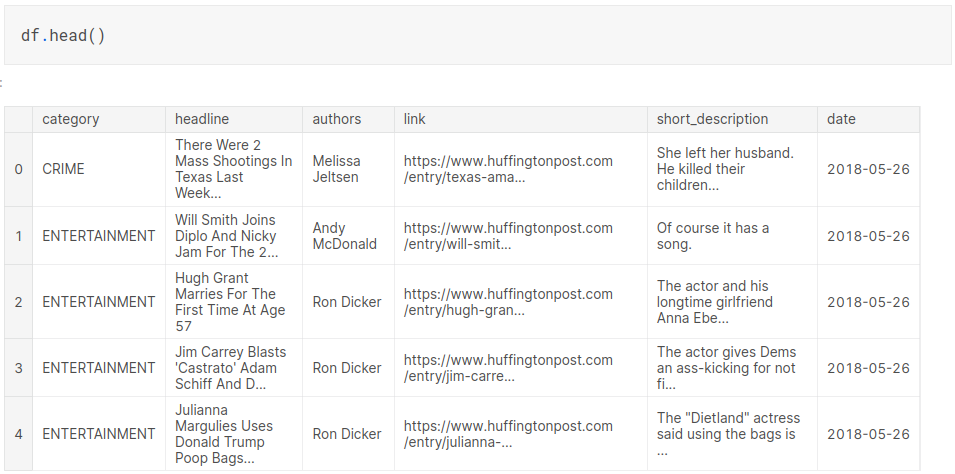 df.head()
:
category headline authors link short_description date
0 CRIME There Were 2 Mass Shootings In Texas Last Week... Melissa Jeltsen https://www.huffingtonpost.com/entry/texas-ama... She left her husband. He killed their children... 2018-05-26
1 ENTERTAINMENT Will Smith Joins Diplo And Nicky Jam For The 2... Andy McDonald https://www.huffingtonpost.com/entry/will-smit... Of course it has a song. 2018-05-26
2 ENTERTAINMENT Hugh Grant Marries For The First Time At Age 57 Ron Dicker https://www.huffingtonpost.com/entry/hugh-gran... The actor and his longtime girlfriend Anna Ebe... 2018-05-26
3 ENTERTAINMENT Jim Carrey Blasts 'Castrato' Adam Schiff And D... Ron Dicker https://www.huffingtonpost.com/entry/jim-carre... The actor gives Dems an ass-kicking for not fi... 2018-05-26
4 ENTERTAINMENT Julianna Margulies Uses Donald Trump Poop Bags... Ron Dicker https://www.huffingtonpost.com/entry/julianna-... The "Dietland" actress said using the bags is ... 2018-05-26